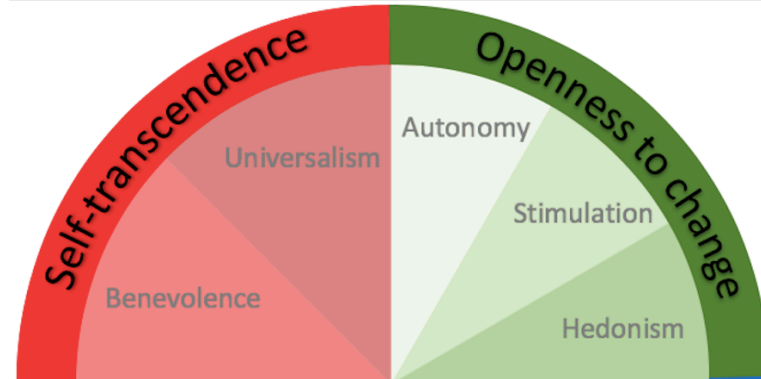 Self-transcendence
Openness to change
Universalism
Autonomy
Stimulation
Benevolence
Hedonism